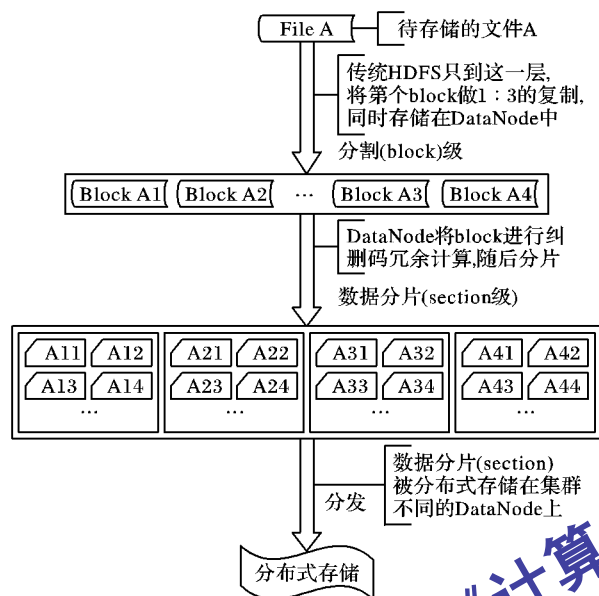 File A
待存储的文件A
传统HDFS只到这一层,
将第个block做1：3的复制,
同时存储在DataNode中
分割(block)级
Block A1 Block A2 … Block A3 Block A4
DataNode将block进行纠
删码冗余计算,随后分片
数据分片(section级)
A11 A12 A21 A22 A31 A32 A41 A42
A13 A14 A23 A24 A33 A34 A43 A44
… … … …
数据分片(section)
被分布式存储在集群
不同的DataNode上
分发
分布式存储
《计算